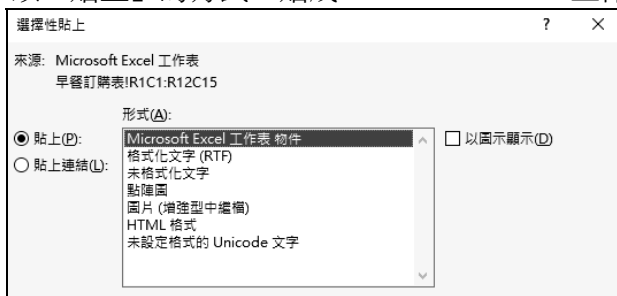 選擇性貼上 ? ×
來源: Microsoft Excel 工作表
早餐訂購表!R1C1:R12C15
形式(A):
貼上(P):
貼上連結(L):
Microsoft Excel 工作表 物件
格式化文字 (RTF)
未格式化文字
點陣圖
圖片 (增強型中繼檔)
HTML 格式
未設定格式的 Unicode 文字
以圖示顯示(D)